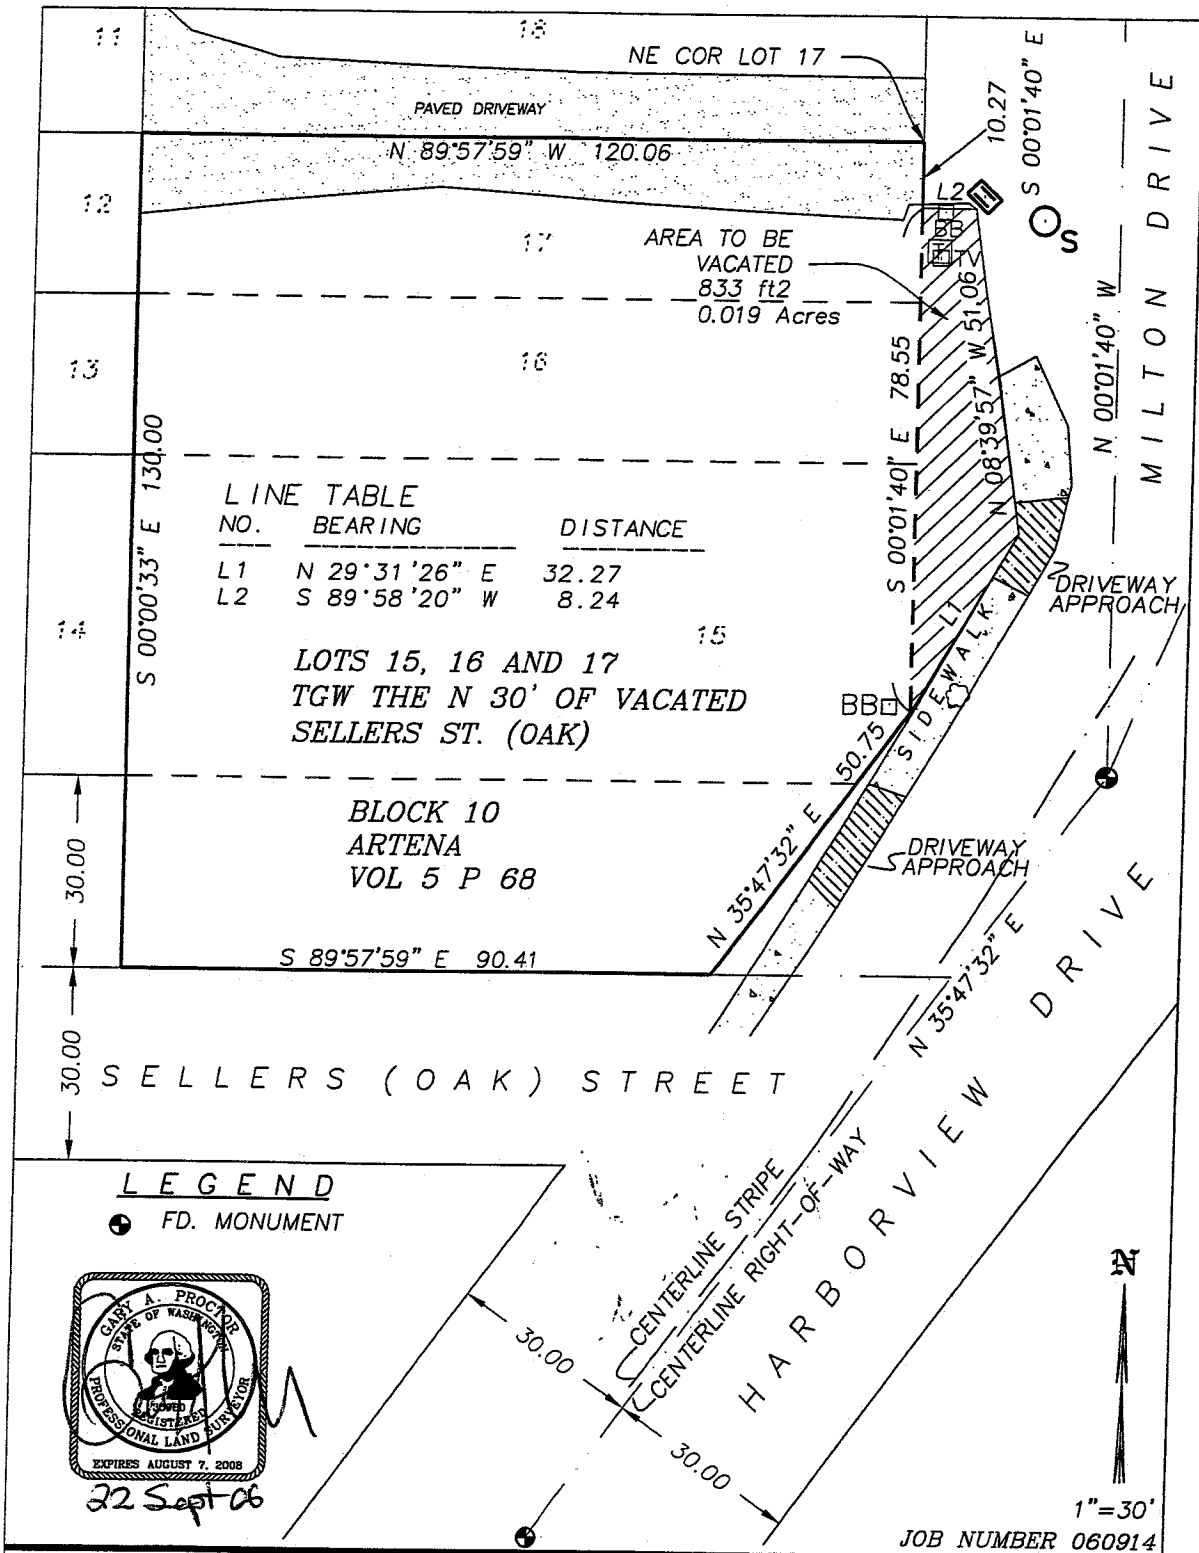 11
18
NE COR LOT 17
10.27
S 00°01'40" E
PAVED DRIVEWAY
N 89°57'59" W 120.06
12
17
L2
S
BB
TV
AREA TO BE
VACATED
833 ft2
0.019 Acres
MILTON DRIVE
N 00°01'40" W
13
16
S 00°01'40" E 78.55
N 08°39'57" W 51.06
S 00°00'33" E 130.00
LINE TABLE
NO. BEARING DISTANCE
L1 N 29°31'26" E 32.27
L2 S 89°58'20" W 8.24
14
15
L1
SIDEWALK
DRIVEWAY
APPROACH
LOTS 15, 16 AND 17
TGW THE N 30' OF VACATED
SELLERS ST. (OAK)
BB
N 35°47'32" E 50.75
BLOCK 10
ARTENA
VOL 5 P 68
30.00
DRIVEWAY
APPROACH
S 89°57'59" E 90.41
N 35°47'32" E
30.00
SELLERS (OAK) STREET
HARBORVIEW DRIVE
CENTERLINE STRIPE
CENTERLINE RIGHT-OF-WAY
30.00
30.00
LEGEND
FD. MONUMENT
GARY A. PROCTOR
STATE OF WASHINGTON
REGISTERED
PROFESSIONAL LAND SURVEYOR
EXPIRES AUGUST 7, 2008
22 Sept 06
N
1"=30'
JOB NUMBER 060914